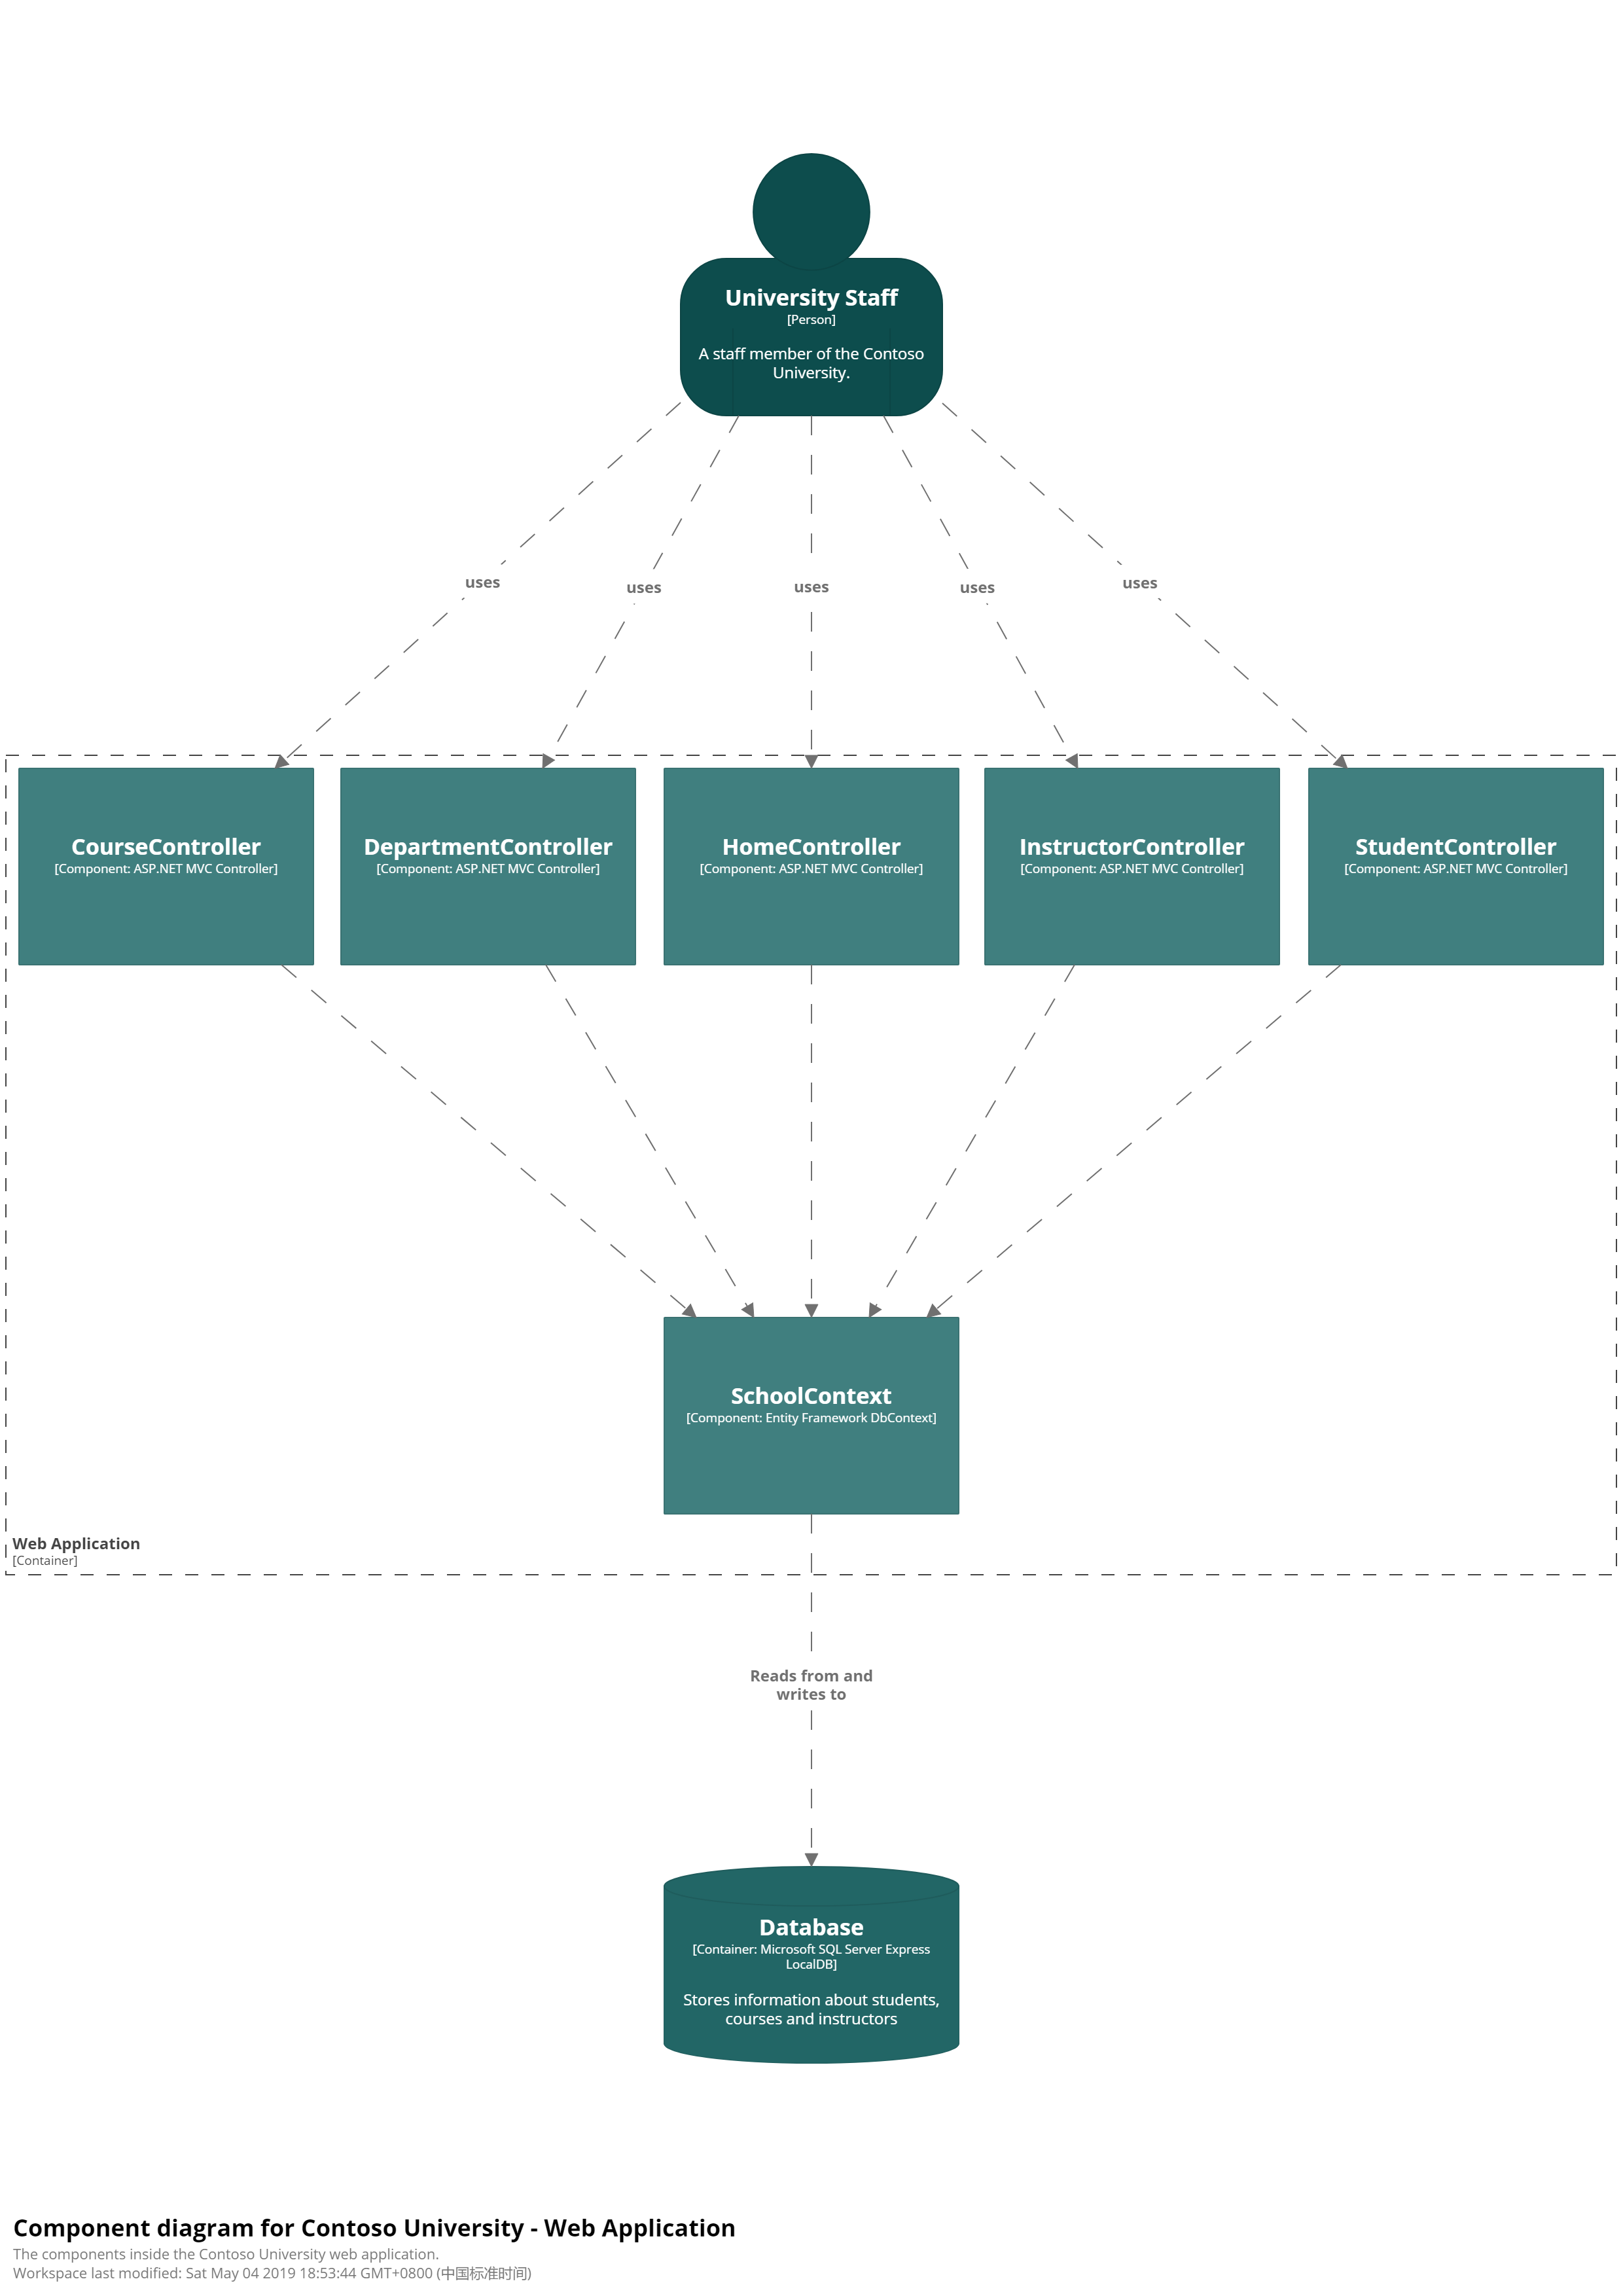 University Staff
[Person]
A staff member of the Contoso
University.
uses
uses
uses
uses
uses
CourseController
[Component: ASP.NET MVC Controller]
DepartmentController
[Component: ASP.NET MVC Controller]
HomeController
[Component: ASP.NET MVC Controller]
InstructorController
[Component: ASP.NET MVC Controller]
StudentController
[Component: ASP.NET MVC Controller]
SchoolContext
[Component: Entity Framework DbContext]
Web Application
[Container]
Reads from and
writes to
Database
[Container: Microsoft SQL Server Express
LocalDB]
Stores information about students,
courses and instructors
Component diagram for Contoso University - Web Application
The components inside the Contoso University web application.
Workspace last modified: Sat May 04 2019 18:53:44 GMT+0800 (中国标准时间)